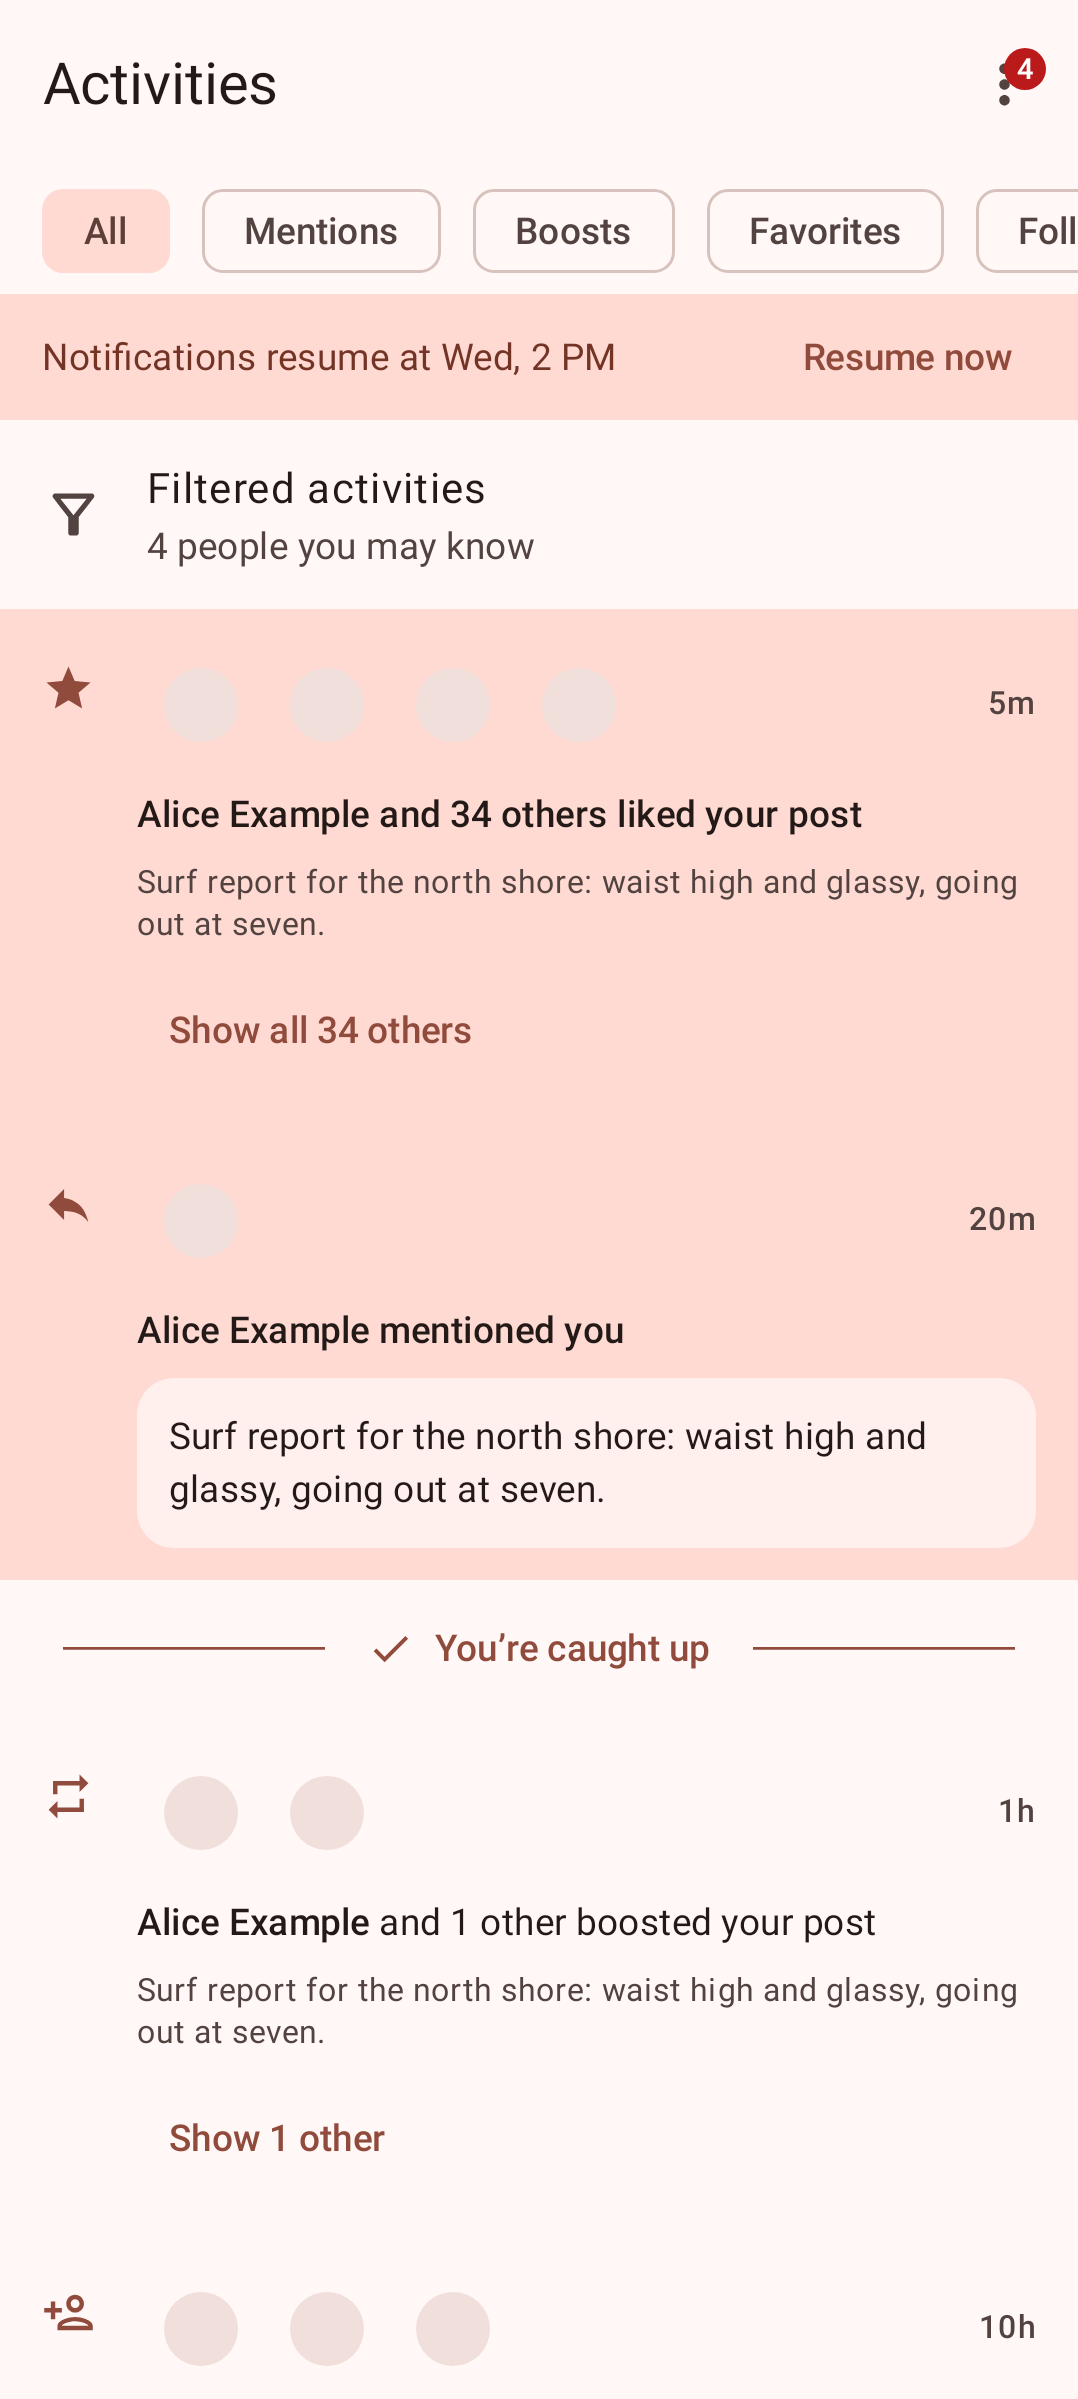 Activities
4
All
Mentions
Boosts
Favorites
Foll
Notifications resume at Wed, 2 PM
Resume now
Filtered activities
4 people you may know
5m
Alice Example and 34 others liked your post
Surf report for the north shore: waist high and glassy, going
out at seven.
Show all 34 others
20m
Alice Example mentioned you
Surf report for the north shore: waist high and
glassy, going out at seven.
You’re caught up
1h
Alice Example and 1 other boosted your post
Surf report for the north shore: waist high and glassy, going
out at seven.
Show 1 other
10h